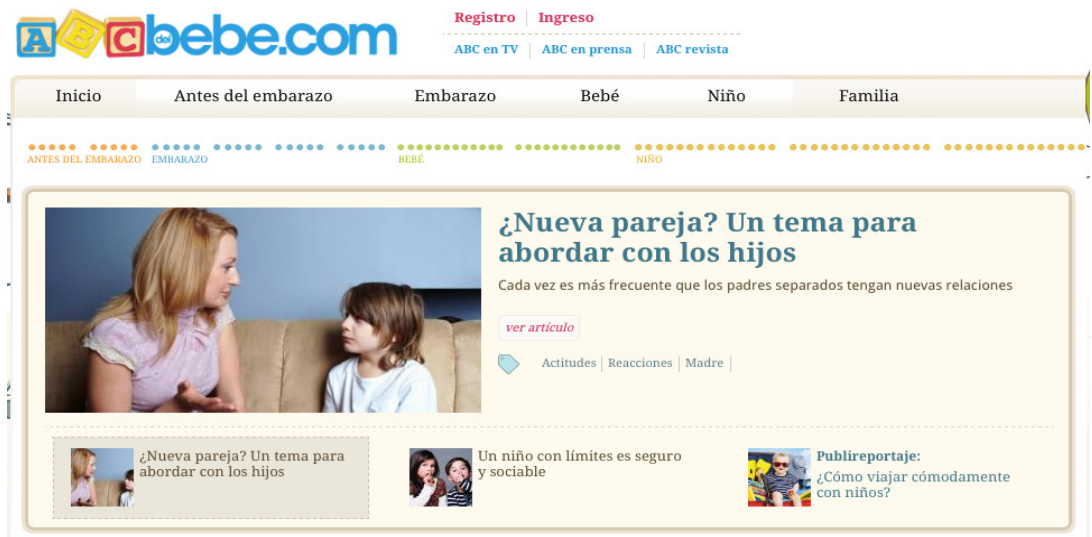 ABC del bebe.com
Registro Ingreso
ABC en TV ABC en prensa ABC revista
Inicio Antes del embarazo Embarazo Bebé Niño Familia
ANTES DEL EMBARAZO EMBARAZO BEBÉ NIÑO
¿Nueva pareja? Un tema para
abordar con los hijos
Cada vez es más frecuente que los padres separados tengan nuevas relaciones
ver artículo
Actitudes Reacciones Madre
¿Nueva pareja? Un tema para
abordar con los hijos
Un niño con límites es seguro
y sociable
Publireportaje:
¿Cómo viajar cómodamente
con niños?